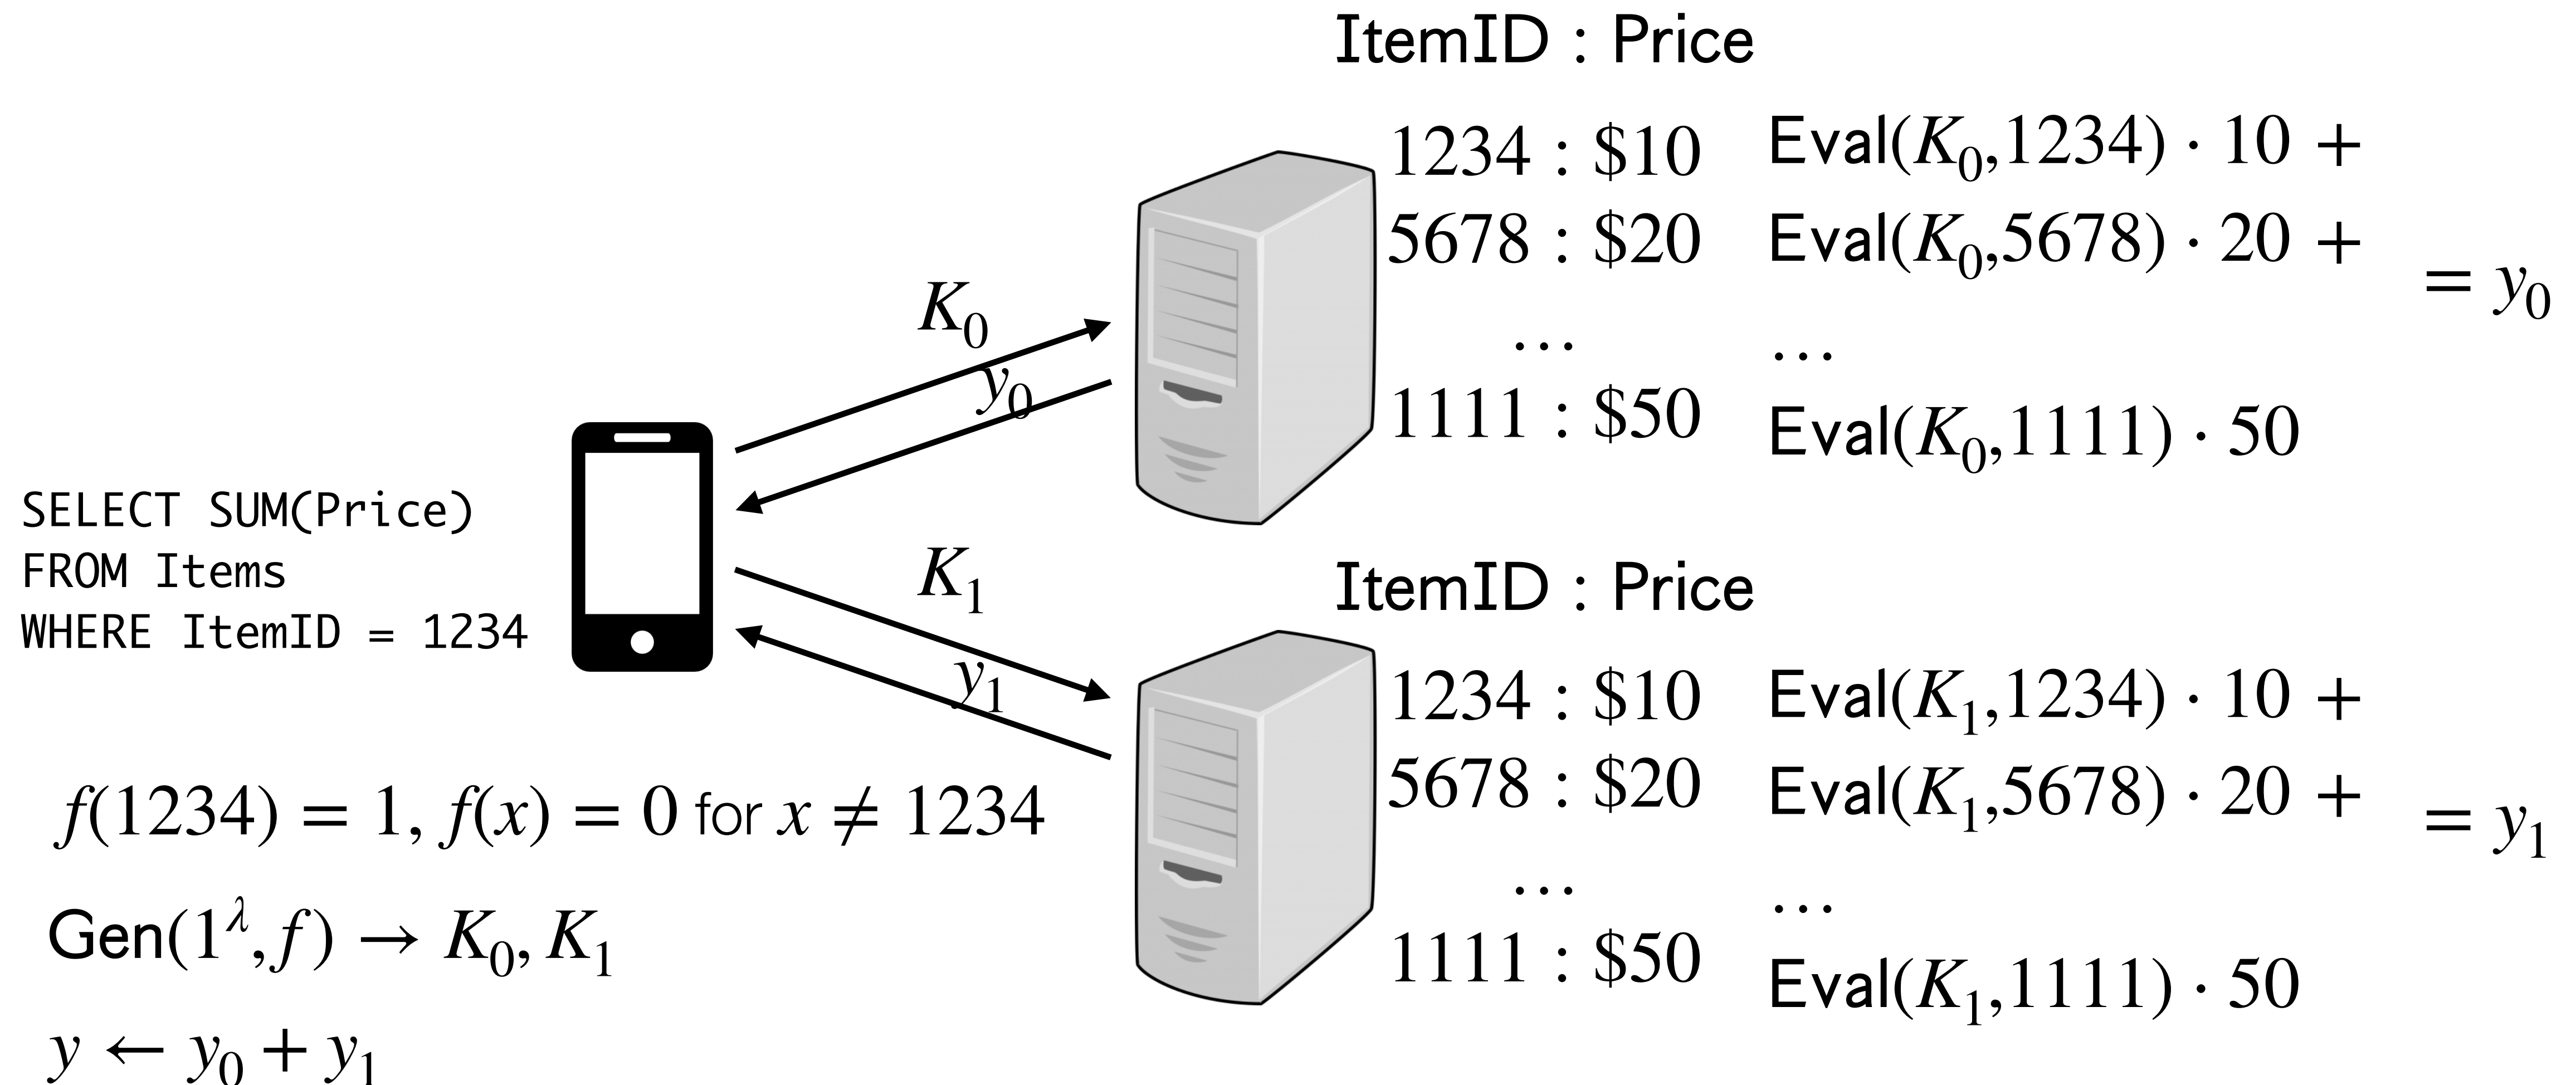 ItemID : Price
1234 : $10 Eval(K₀,1234) · 10 +
5678 : $20 Eval(K₀,5678) · 20 +
= y₀
… …
1111 : $50 Eval(K₀,1111) · 50
K₀
y₀
SELECT SUM(Price)
FROM Items
WHERE ItemID = 1234
K₁
y₁
ItemID : Price
1234 : $10 Eval(K₁,1234) · 10 +
5678 : $20 Eval(K₁,5678) · 20 +
= y₁
… …
1111 : $50 Eval(K₁,1111) · 50
f(1234) = 1, f(x) = 0 for x ≠ 1234
Gen(1^λ,f) → K₀, K₁
y ← y₀ + y₁